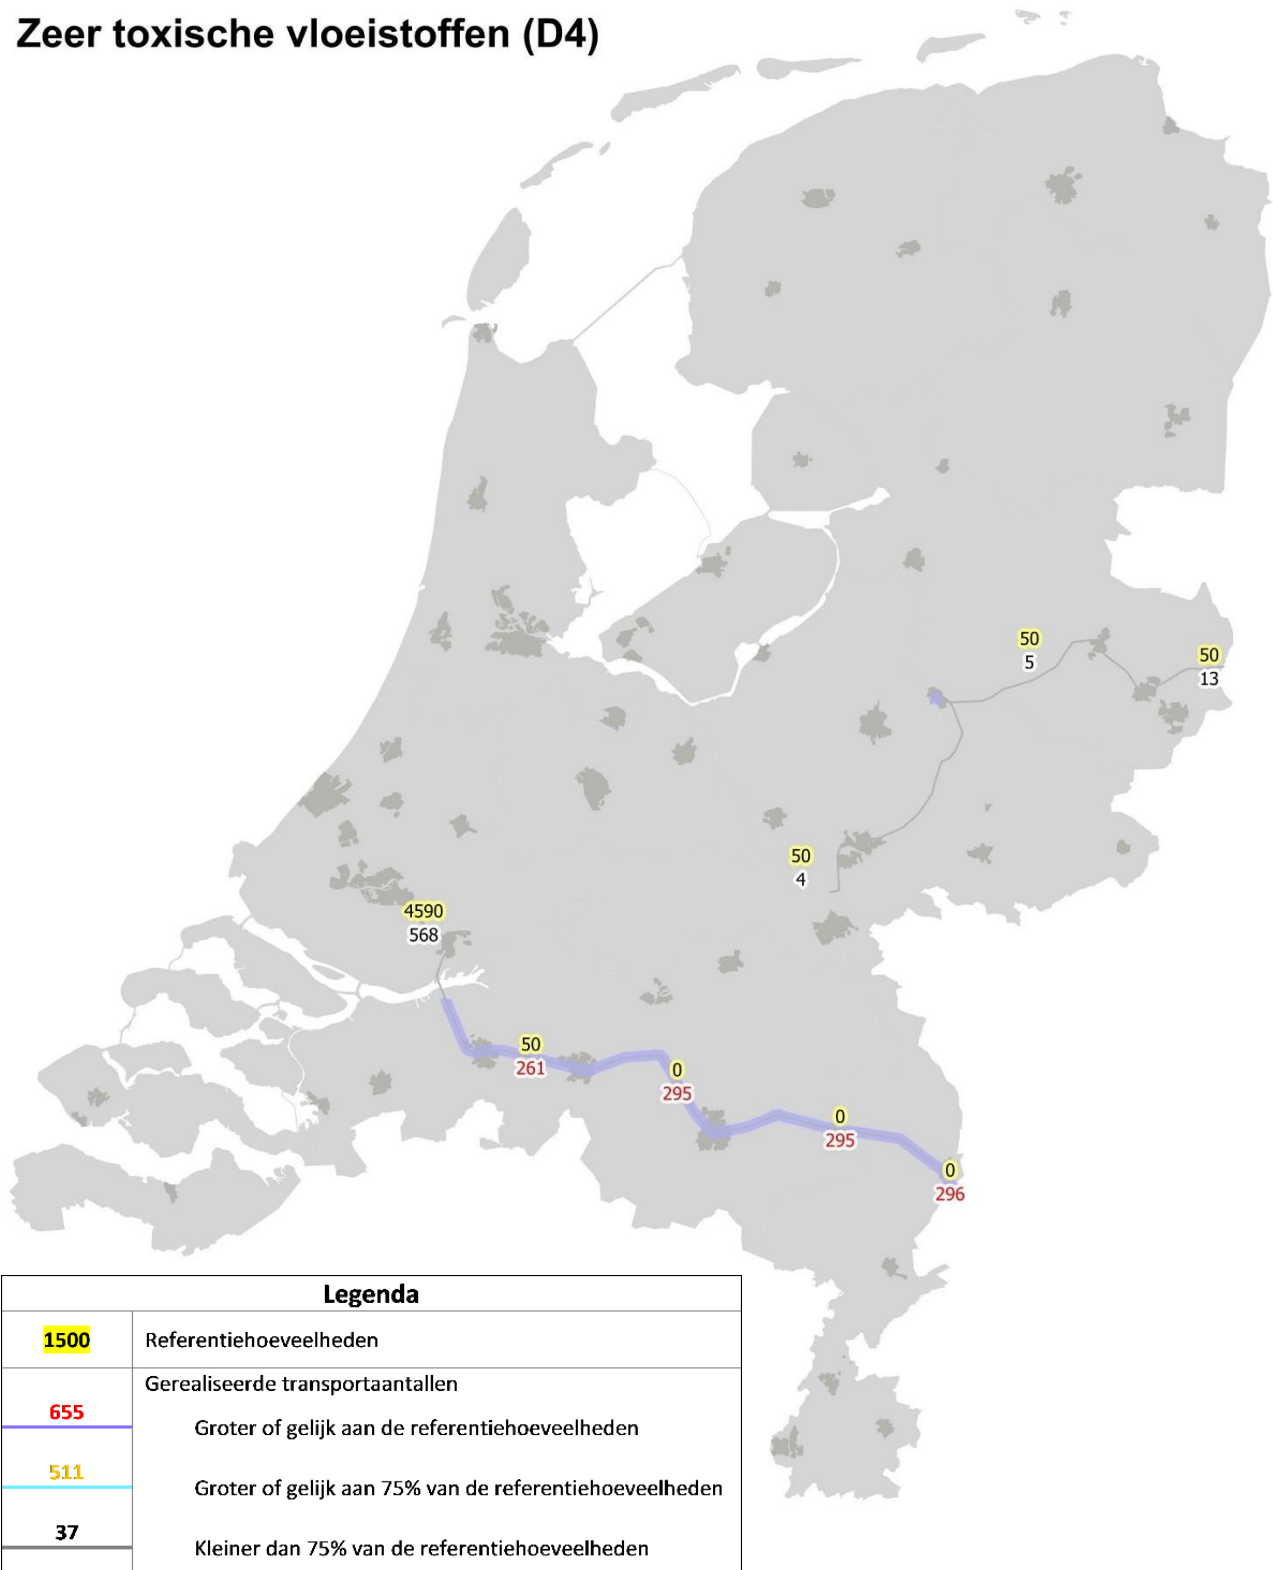 Zeer toxische vloeistoffen (D4)
50
5
50
13
50
4
4590
568
50
261
0
295
0
295
0
296
Legenda
1500 Referentiehoeveelheden
Gerealiseerde transportaantallen
655
Groter of gelijk aan de referentiehoeveelheden
511
Groter of gelijk aan 75% van de referentiehoeveelheden
37
Kleiner dan 75% van de referentiehoeveelheden